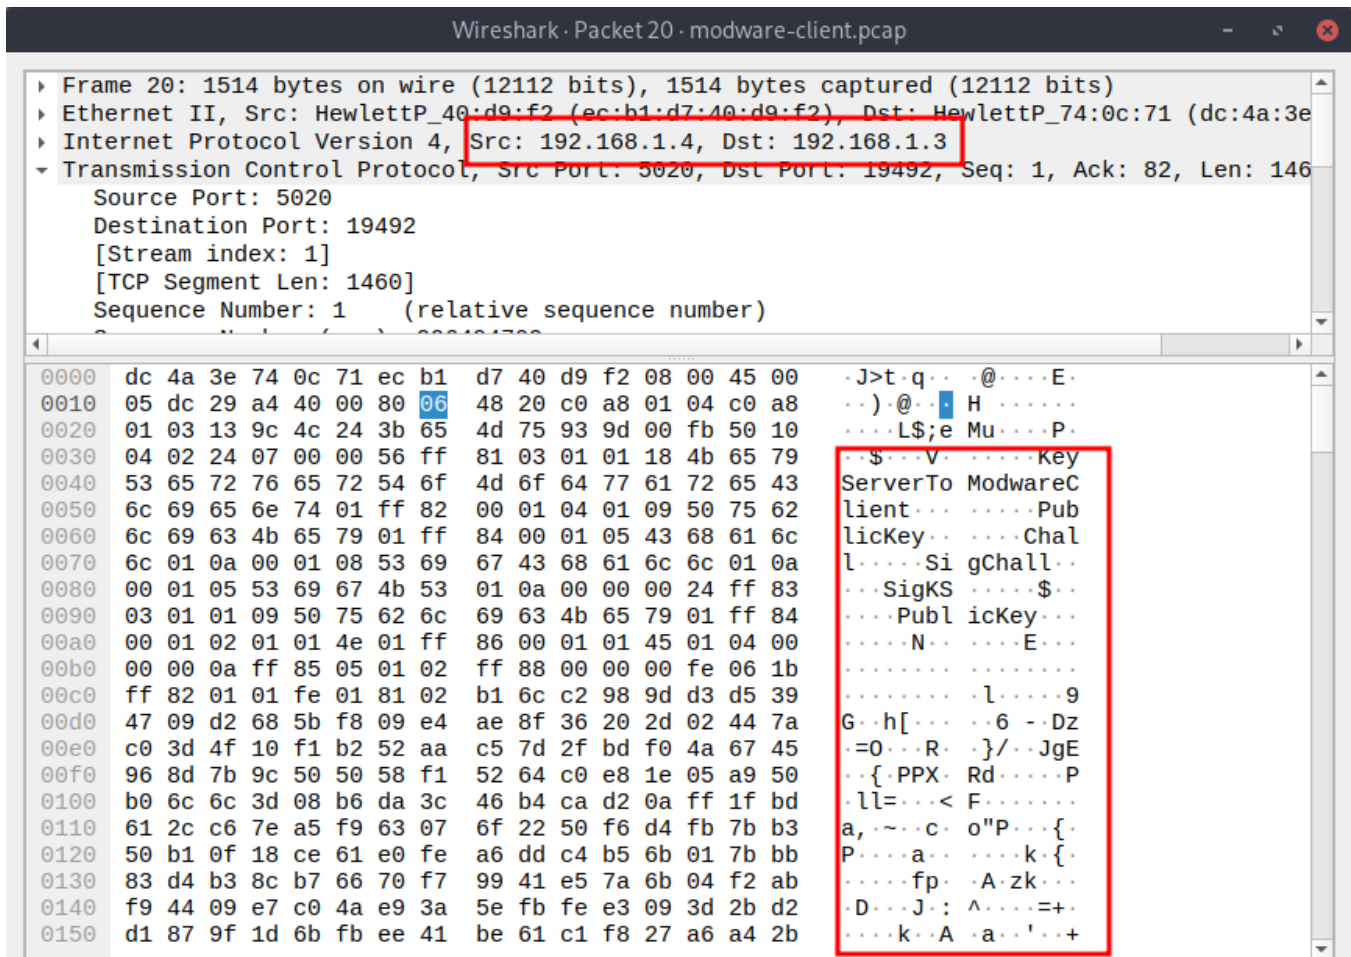 Wireshark · Packet 20 · modware-client.pcap
Frame 20: 1514 bytes on wire (12112 bits), 1514 bytes captured (12112 bits)
Ethernet II, Src: HewlettP_40:d9:f2 (ec:b1:d7:40:d9:f2), Dst: HewlettP_74:0c:71 (dc:4a:3e
Internet Protocol Version 4, Src: 192.168.1.4, Dst: 192.168.1.3
Transmission Control Protocol, Src Port: 5020, Dst Port: 19492, Seq: 1, Ack: 82, Len: 146
Source Port: 5020
Destination Port: 19492
[Stream index: 1]
[TCP Segment Len: 1460]
Sequence Number: 1    (relative sequence number)
0000  dc 4a 3e 74 0c 71 ec b1  d7 40 d9 f2 08 00 45 00   ·J>t·q·· ·@····E·
0010  05 dc 29 a4 40 00 80 06  48 20 c0 a8 01 04 c0 a8   ··)·@··· H ······
0020  01 03 13 9c 4c 24 3b 65  4d 75 93 9d 00 fb 50 10   ····L$;e Mu····P·
0030  04 02 24 07 00 00 56 ff  81 03 01 01 18 4b 65 79   ··$···V· ·····Key
0040  53 65 72 76 65 72 54 6f  4d 6f 64 77 61 72 65 43   ServerTo ModwareC
0050  6c 69 65 6e 74 01 ff 82  00 01 04 01 09 50 75 62   lient··· ·····Pub
0060  6c 69 63 4b 65 79 01 ff  84 00 01 05 43 68 61 6c   licKey·· ····Chal
0070  6c 01 0a 00 01 08 53 69  67 43 68 61 6c 6c 01 0a   l·····Si gChall··
0080  00 01 05 53 69 67 4b 53  01 0a 00 00 00 24 ff 83   ···SigKS ·····$··
0090  03 01 01 09 50 75 62 6c  69 63 4b 65 79 01 ff 84   ····Publ icKey···
00a0  00 01 02 01 01 4e 01 ff  86 00 01 01 45 01 04 00   ·····N·· ····E···
00b0  00 00 0a ff 85 05 01 02  ff 88 00 00 00 fe 06 1b   ········ ········
00c0  ff 82 01 01 fe 01 81 02  b1 6c c2 98 9d d3 d5 39   ········ ·l·····9
00d0  47 09 d2 68 5b f8 09 e4  ae 8f 36 20 2d 02 44 7a   G··h[··· ··6 -·Dz
00e0  c0 3d 4f 10 f1 b2 52 aa  c5 7d 2f bd f0 4a 67 45   ·=O···R· ·}/··JgE
00f0  96 8d 7b 9c 50 50 58 f1  52 64 c0 e8 1e 05 a9 50   ··{·PPX· Rd·····P
0100  b0 6c 6c 3d 08 b6 da 3c  46 b4 ca d2 0a ff 1f bd   ·ll=···< F·······
0110  61 2c c6 7e a5 f9 63 07  6f 22 50 f6 d4 fb 7b b3   a,·~··c· o"P···{·
0120  50 b1 0f 18 ce 61 e0 fe  a6 dd c4 b5 6b 01 7b bb   P····a·· ····k·{·
0130  83 d4 b3 8c b7 66 70 f7  99 41 e5 7a 6b 04 f2 ab   ·····fp· ·A·zk···
0140  f9 44 09 e7 c0 4a e9 3a  5e fb fe e3 09 3d 2b d2   ·D···J·: ^····=+·
0150  d1 87 9f 1d 6b fb ee 41  be 61 c1 f8 27 a6 a4 2b   ····k··A ·a··'··+